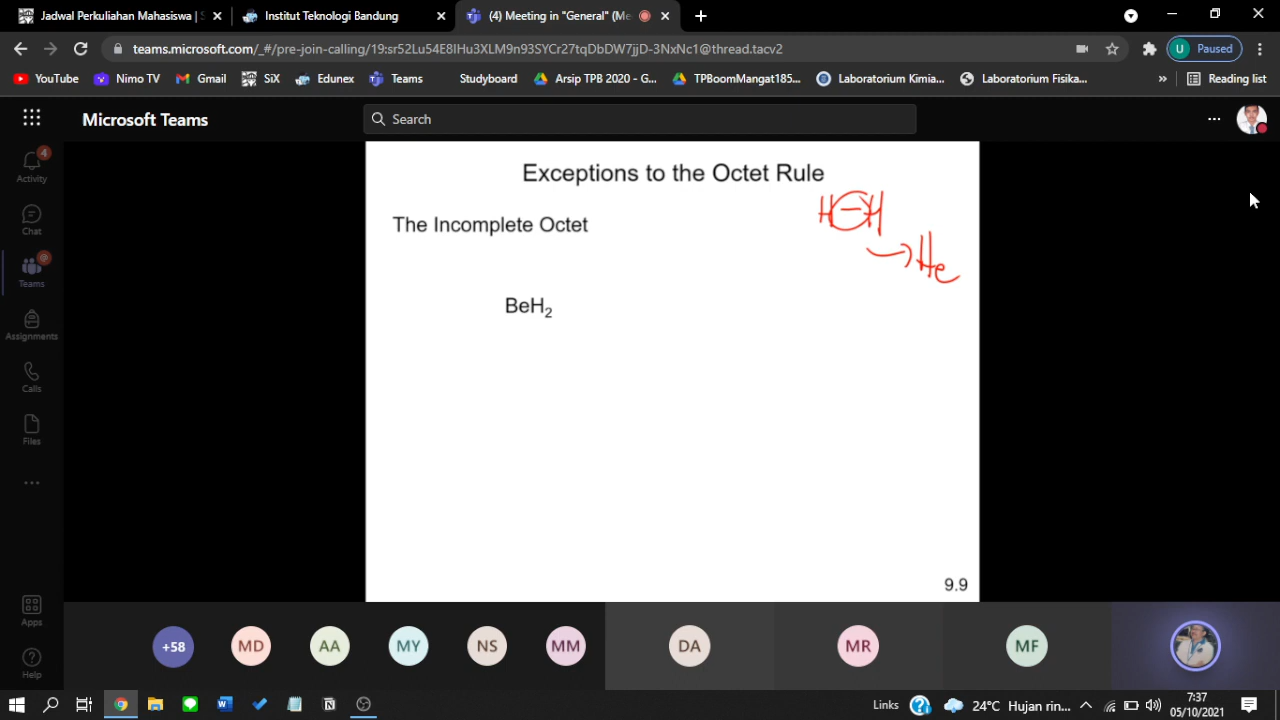 Jadwal Perkuliahan Mahasiswa | S
Institut Teknologi Bandung
(4) Meeting in "General" (Me
teams.microsoft.com/_#/pre-join-calling/19:sr52Lu54E8IHu3XLM9n93SYCr27tqDbDW7jjD-3NxNc1@thread.tacv2
U Paused
YouTube
Nimo TV
Gmail
SIX
Edunex
Teams
Studyboard
Arsip TPB 2020 - G...
TPBromMangat185...
Laboratorium Kimia...
Laboratorium Fisika...
»
Reading list
Microsoft Teams
Search
4
Activity
Chat
@
Teams
Assignments
Calls
Files
Apps
Help
Exceptions to the Octet Rule
H-H
The Incomplete Octet
→He
BeH₂
9.9
+58
MD
AA
MY
NS
MM
DA
MR
MF
Links
24°C Hujan rin...
7:37
05/10/2021